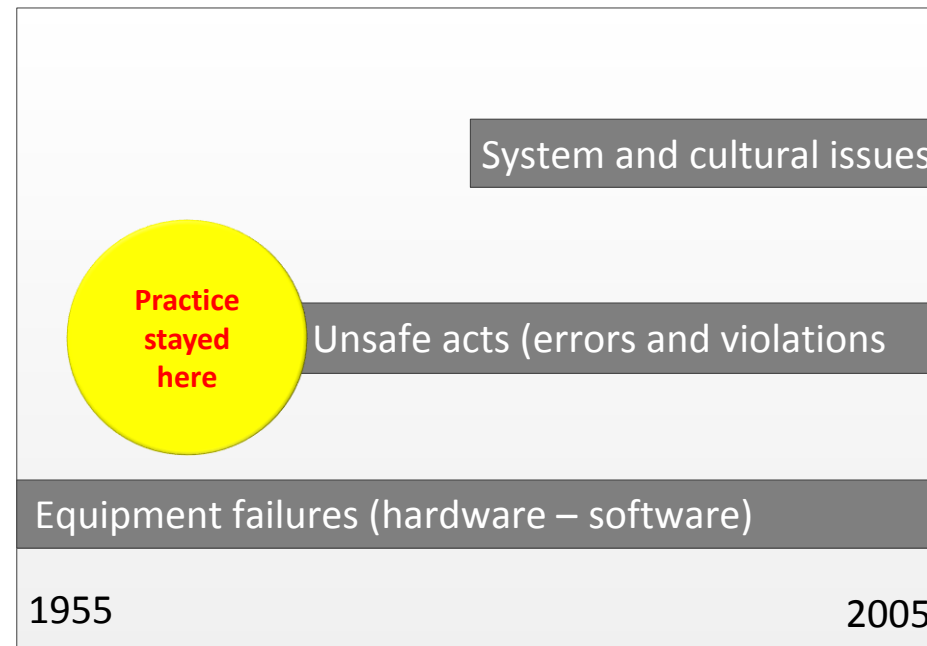 System and cultural issues
Practice
stayed
here
Unsafe acts (errors and violations
Equipment failures (hardware – software)
1955
2005